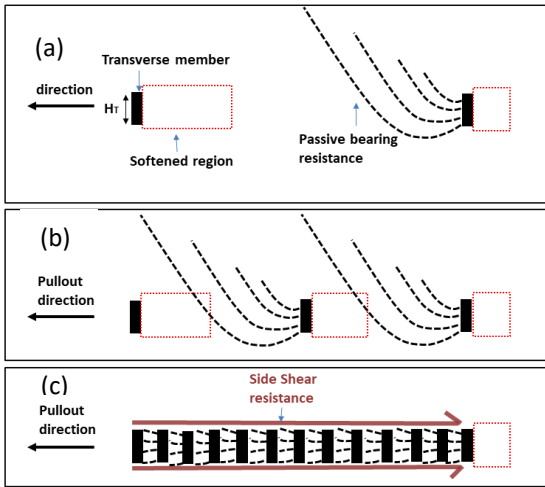 (a)
Transverse member
direction
HT
Softened region
Passive bearing
resistance
(b)
Pullout
direction
(c)
Side Shear
resistance
Pullout
direction